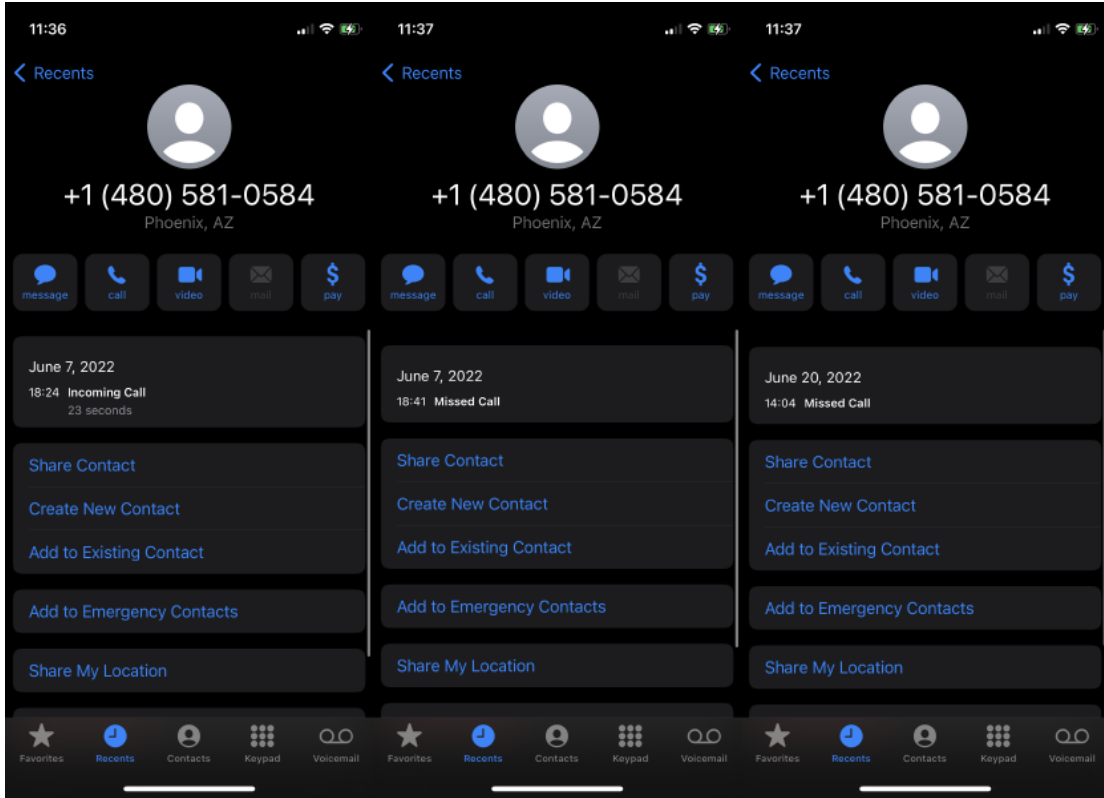 11:36
Recents
+1 (480) 581-0584
Phoenix, AZ
message call video mail pay
June 7, 2022
18:24 Incoming Call
23 seconds
Share Contact
Create New Contact
Add to Existing Contact
Add to Emergency Contacts
Share My Location
Favorites Recents Contacts Keypad Voicemail
11:37
Recents
+1 (480) 581-0584
Phoenix, AZ
message call video mail pay
June 7, 2022
18:41 Missed Call
Share Contact
Create New Contact
Add to Existing Contact
Add to Emergency Contacts
Share My Location
Favorites Recents Contacts Keypad Voicemail
11:37
Recents
+1 (480) 581-0584
Phoenix, AZ
message call video mail pay
June 20, 2022
14:04 Missed Call
Share Contact
Create New Contact
Add to Existing Contact
Add to Emergency Contacts
Share My Location
Favorites Recents Contacts Keypad Voicemail